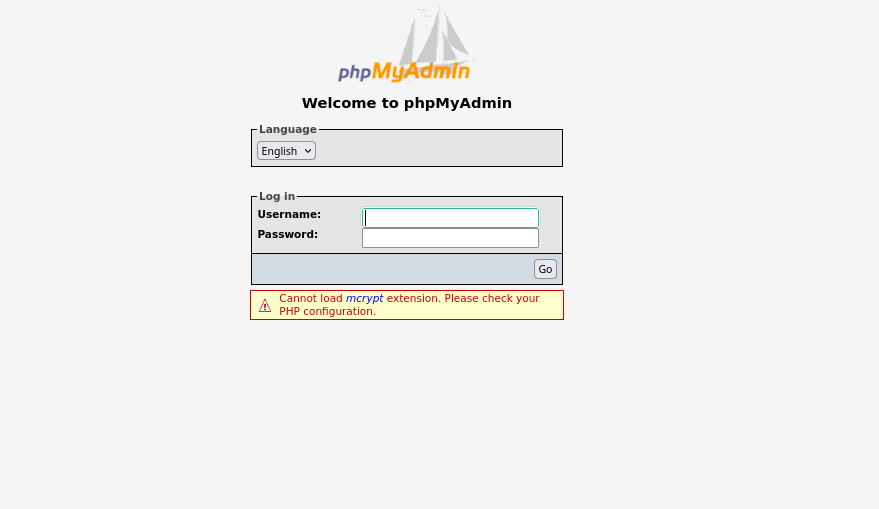 phpMyAdmin
Welcome to phpMyAdmin
Language
English
Log in
Username:
Password:
Go
Cannot load mcrypt extension. Please check your
PHP configuration.